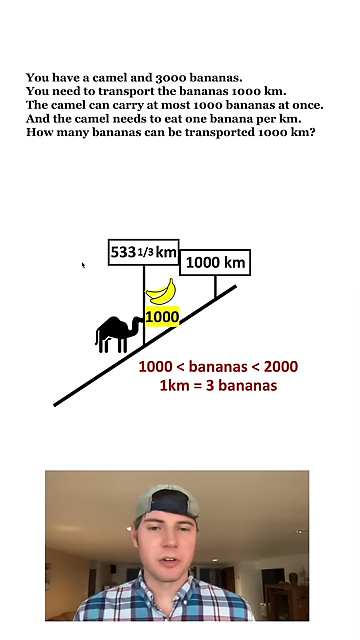 You have a camel and 3000 bananas.
You need to transport the bananas 1000 km.
The camel can carry at most 1000 bananas at once.
And the camel needs to eat one banana per km.
How many bananas can be transported 1000 km?
533 1/3 km
1000 km
1000
1000 < bananas < 2000
1km = 3 bananas